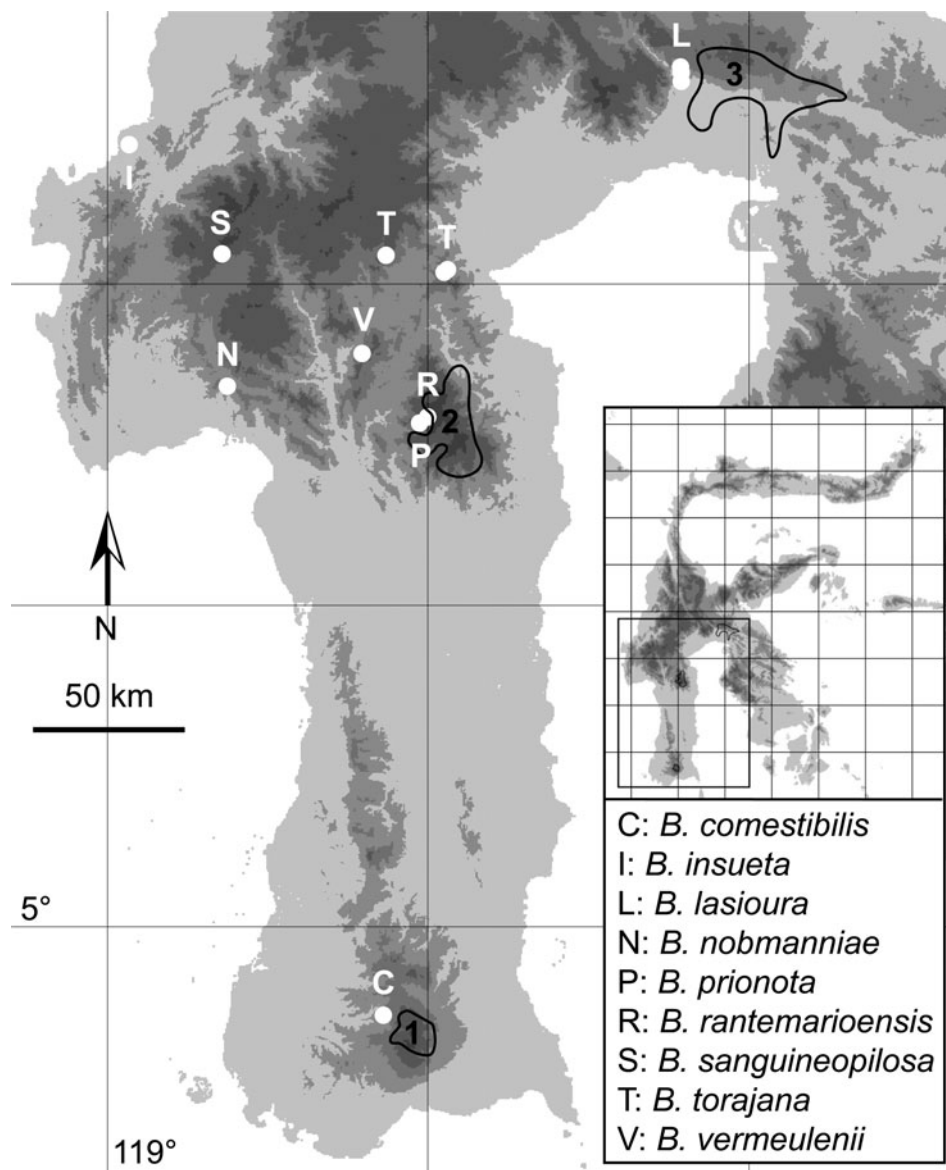 L
3
I
S
T
T
V
N
R
2
P
N
50 km
5°
C
1
119°
C: B. comestibilis
I: B. insueta
L: B. lasioura
N: B. nobmanniae
P: B. prionota
R: B. rantemarioensis
S: B. sanguineopilosa
T: B. torajana
V: B. vermeulenii